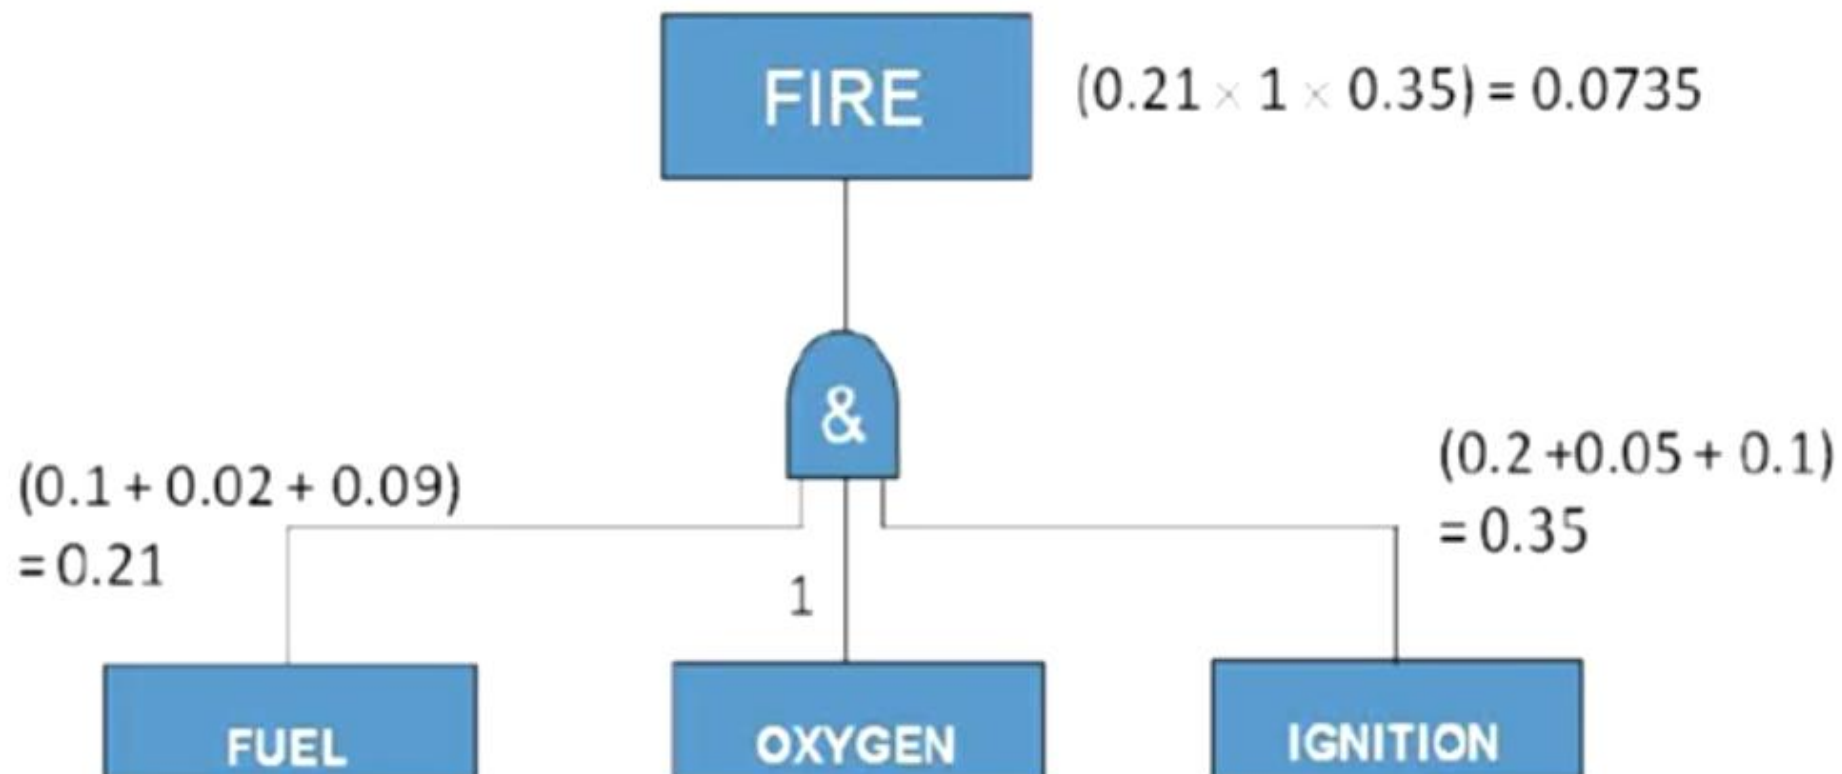 FIRE
(0.21 × 1 × 0.35) = 0.0735
&
(0.1 + 0.02 + 0.09)
= 0.21
(0.2 +0.05 + 0.1)
= 0.35
1
FUEL
OXYGEN
IGNITION